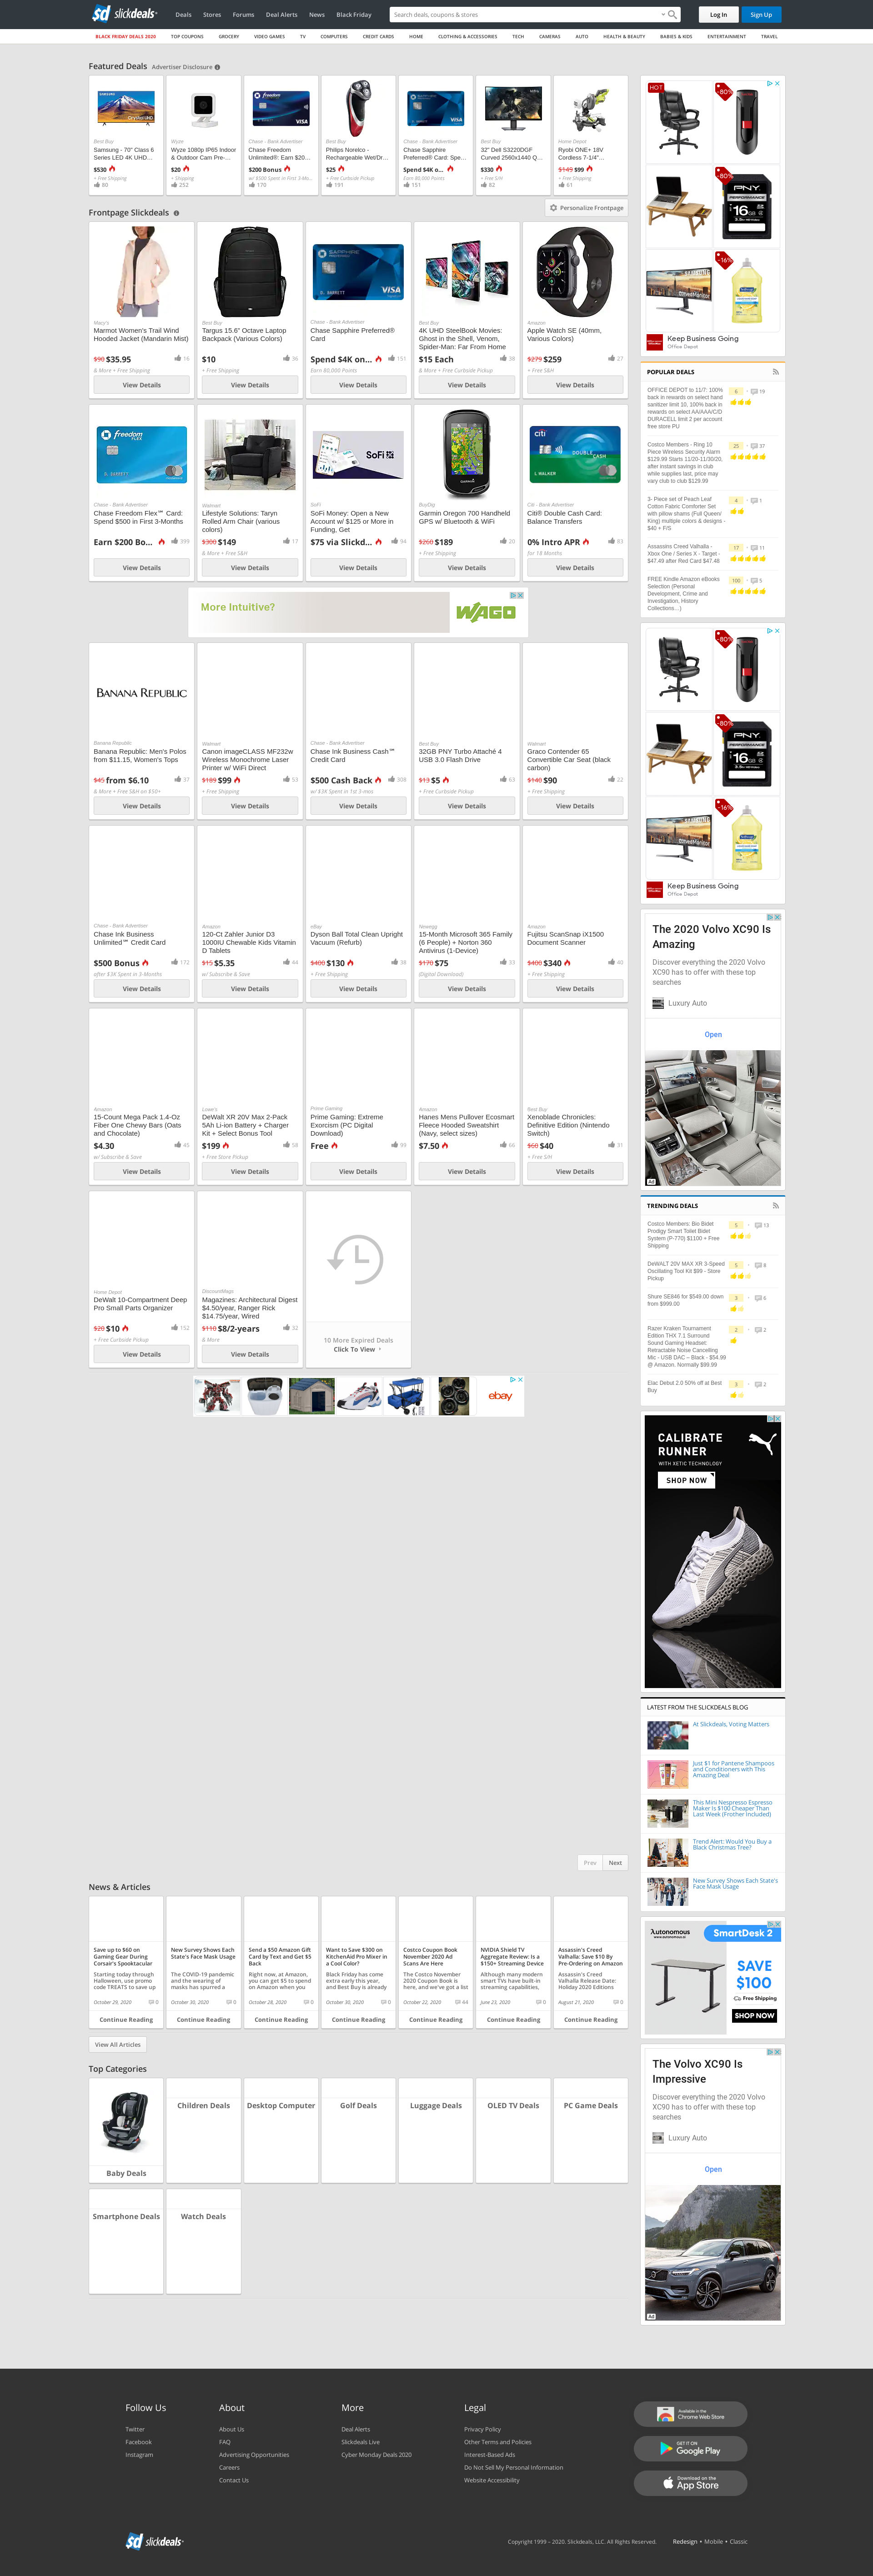 slickdeals
Deals Stores Forums Deal Alerts News Black Friday
Search deals, coupons & stores
Log In Sign Up
BLACK FRIDAY DEALS 2020 TOP COUPONS GROCERY VIDEO GAMES TV COMPUTERS CREDIT CARDS HOME CLOTHING & ACCESSORIES TECH CAMERAS AUTO HEALTH & BEAUTY BABIES & KIDS ENTERTAINMENT TRAVEL
Featured Deals Advertiser Disclosure
Best Buy
Samsung - 70" Class 6
Series LED 4K UHD...
$530
+ Free Shipping
80
Wyze
Wyze 1080p IP65 Indoor
& Outdoor Cam Pre-...
$20
+ Shipping
252
Chase - Bank Advertiser
Chase Freedom
Unlimited®: Earn $20...
$200 Bonus
w/ $500 Spent in First 3-Mo...
170
Best Buy
Philips Norelco -
Rechargeable Wet/Dr...
$25
+ Free Curbside Pickup
191
Chase - Bank Advertiser
Chase Sapphire
Preferred® Card: Spe...
Spend $4K o...
Earn 80,000 Points
151
Best Buy
32" Dell S3220DGF
Curved 2560x1440 Q...
$330
+ Free S/H
82
Home Depot
Ryobi ONE+ 18V
Cordless 7-1/4"...
$149 $99
+ Free Shipping
61
Frontpage Slickdeals
Personalize Frontpage
Macy's
Marmot Women's Trail Wind
Hooded Jacket (Mandarin Mist)
$90 $35.95
16
& More + Free Shipping
View Details
Best Buy
Targus 15.6" Octave Laptop
Backpack (Various Colors)
$10
36
+ Free Shipping
View Details
Chase - Bank Advertiser
Chase Sapphire Preferred®
Card
Spend $4K on...
151
Earn 80,000 Points
View Details
Best Buy
4K UHD SteelBook Movies:
Ghost in the Shell, Venom,
Spider-Man: Far From Home
$15 Each
38
& More + Free Curbside Pickup
View Details
Amazon
Apple Watch SE (40mm,
Various Colors)
$279 $259
27
+ Free S&H
View Details
Chase - Bank Advertiser
Chase Freedom Flex℠ Card:
Spend $500 in First 3-Months
Earn $200 Bo...
399
View Details
Walmart
Lifestyle Solutions: Taryn
Rolled Arm Chair (various
colors)
$300 $149
17
& More + Free S&H
View Details
SoFi
SoFi Money: Open a New
Account w/ $125 or More in
Funding, Get
$75 via Slickd...
94
View Details
BuyDig
Garmin Oregon 700 Handheld
GPS w/ Bluetooth & WiFi
$260 $189
20
+ Free Shipping
View Details
Citi - Bank Advertiser
Citi® Double Cash Card:
Balance Transfers
0% Intro APR
83
for 18 Months
View Details
More Intuitive?
WAGO
BANANA REPUBLIC
Banana Republic
Banana Republic: Men's Polos
from $11.15, Women's Tops
$45 from $6.10
37
& More + Free S&H on $50+
View Details
Walmart
Canon imageCLASS MF232w
Wireless Monochrome Laser
Printer w/ WiFi Direct
$189 $99
53
+ Free Shipping
View Details
Chase - Bank Advertiser
Chase Ink Business Cash℠
Credit Card
$500 Cash Back
308
w/ $3K Spent in 1st 3 mos
View Details
Best Buy
32GB PNY Turbo Attaché 4
USB 3.0 Flash Drive
$13 $5
63
+ Free Curbside Pickup
View Details
Walmart
Graco Contender 65
Convertible Car Seat (black
carbon)
$140 $90
22
+ Free Shipping
View Details
Chase - Bank Advertiser
Chase Ink Business
Unlimited℠ Credit Card
$500 Bonus
172
after $3K Spent in 3-Months
View Details
Amazon
120-Ct Zahler Junior D3
1000IU Chewable Kids Vitamin
D Tablets
$15 $5.35
44
w/ Subscribe & Save
View Details
eBay
Dyson Ball Total Clean Upright
Vacuum (Refurb)
$400 $130
38
+ Free Shipping
View Details
Newegg
15-Month Microsoft 365 Family
(6 People) + Norton 360
Antivirus (1-Device)
$170 $75
33
(Digital Download)
View Details
Amazon
Fujitsu ScanSnap iX1500
Document Scanner
$400 $340
40
+ Free Shipping
View Details
Amazon
15-Count Mega Pack 1.4-Oz
Fiber One Chewy Bars (Oats
and Chocolate)
$4.30
45
w/ Subscribe & Save
View Details
Lowe's
DeWalt XR 20V Max 2-Pack
5Ah Li-ion Battery + Charger
Kit + Select Bonus Tool
$199
58
+ Free Store Pickup
View Details
Prime Gaming
Prime Gaming: Extreme
Exorcism (PC Digital
Download)
Free
99
View Details
Amazon
Hanes Mens Pullover Ecosmart
Fleece Hooded Sweatshirt
(Navy, select sizes)
$7.50
66
View Details
Best Buy
Xenoblade Chronicles:
Definitive Edition (Nintendo
Switch)
$60 $40
31
+ Free S/H
View Details
Home Depot
DeWalt 10-Compartment Deep
Pro Small Parts Organizer
$20 $10
152
+ Free Curbside Pickup
View Details
DiscountMags
Magazines: Architectural Digest
$4.50/year, Ranger Rick
$14.75/year, Wired
$110 $8/2-years
32
& More
View Details
10 More Expired Deals
Click To View
ebay
Prev Next
News & Articles
Save up to $60 on
Gaming Gear During
Corsair's Spooktacular
Starting today through
Halloween, use promo
code TREATS to save up
October 29, 2020 0
Continue Reading
New Survey Shows Each
State's Face Mask Usage
The COVID-19 pandemic
and the wearing of
masks has spurred a
October 30, 2020 0
Continue Reading
Send a $50 Amazon Gift
Card by Text and Get $5
Back
Right now, at Amazon,
you can get $5 to spend
on Amazon when you
October 28, 2020 0
Continue Reading
Want to Save $300 on
KitchenAid Pro Mixer in
a Cool Color?
Black Friday has come
extra early this year,
and Best Buy is already
October 30, 2020 0
Continue Reading
Costco Coupon Book
November 2020 Ad
Scans Are Here
The Costco November
2020 Coupon Book is
here, and we've got a list
October 22, 2020 44
Continue Reading
NVIDIA Shield TV
Aggregate Review: Is a
$150+ Streaming Device
Although many modern
smart TVs have built-in
streaming capabilities,
June 23, 2020 0
Continue Reading
Assassin's Creed
Valhalla: Save $10 By
Pre-Ordering on Amazon
Assassin's Creed
Valhalla Release Date:
Holiday 2020 Editions
August 21, 2020 0
Continue Reading
View All Articles
Top Categories
Baby Deals
Children Deals
Desktop Computer
Golf Deals
Luggage Deals
OLED TV Deals
PC Game Deals
Smartphone Deals
Watch Deals
HOT
-80%
-80%
-16%
Keep Business Going
Office Depot
POPULAR DEALS
OFFICE DEPOT to 11/7: 100%
back in rewards on select hand
sanitizer limit 10, 100% back in
rewards on select AA/AAA/C/D
DURACELL limit 2 per account
free store PU
6 19
Costco Members - Ring 10
Piece Wireless Security Alarm
$129.99 Starts 11/20-11/30/20,
after instant savings in club
while supplies last, price may
vary club to club $129.99
25 37
3- Piece set of Peach Leaf
Cotton Fabric Comforter Set
with pillow shams (Full Queen/
King) multiple colors & designs -
$40 + F/S
4 1
Assassins Creed Valhalla -
Xbox One / Series X - Target -
$47.49 after Red Card $47.48
17 11
FREE Kindle Amazon eBooks
Selection (Personal
Development, Crime and
Investigation, History
Collections…)
100 5
-80%
-80%
-16%
Keep Business Going
Office Depot
The 2020 Volvo XC90 Is
Amazing
Discover everything the 2020 Volvo
XC90 has to offer with these top
searches
Luxury Auto
Open
Ad
TRENDING DEALS
Costco Members: Bio Bidet
Prodigy Smart Toilet Bidet
System (P-770) $1100 + Free
Shipping
5 13
DeWALT 20V MAX XR 3-Speed
Oscillating Tool Kit $99 - Store
Pickup
5 8
Shure SE846 for $549.00 down
from $999.00
3 6
Razer Kraken Tournament
Edition THX 7.1 Surround
Sound Gaming Headset:
Retractable Noise Cancelling
Mic - USB DAC – Black - $54.99
@ Amazon. Normally $99.99
2 2
Elac Debut 2.0 50% off at Best
Buy
3 2
CALIBRATE
RUNNER
WITH XETIC TECHNOLOGY
SHOP NOW
LATEST FROM THE SLICKDEALS BLOG
At Slickdeals, Voting Matters
Just $1 for Pantene Shampoos
and Conditioners with This
Amazing Deal
This Mini Nespresso Espresso
Maker Is $100 Cheaper Than
Last Week (Frother Included)
Trend Alert: Would You Buy a
Black Christmas Tree?
New Survey Shows Each State's
Face Mask Usage
AUTONOMOUS
SmartDesk 2
SAVE
$100
Free Shipping
SHOP NOW
The Volvo XC90 Is
Impressive
Discover everything the 2020 Volvo
XC90 has to offer with these top
searches
Luxury Auto
Open
Ad
Follow Us
Twitter
Facebook
Instagram
About
About Us
FAQ
Advertising Opportunities
Careers
Contact Us
More
Deal Alerts
Slickdeals Live
Cyber Monday Deals 2020
Legal
Privacy Policy
Other Terms and Policies
Interest-Based Ads
Do Not Sell My Personal Information
Website Accessibility
Available in the
Chrome Web Store
GET IT ON
Google Play
Download on the
App Store
slickdeals
Copyright 1999 – 2020. Slickdeals, LLC. All Rights Reserved.
Redesign • Mobile • Classic